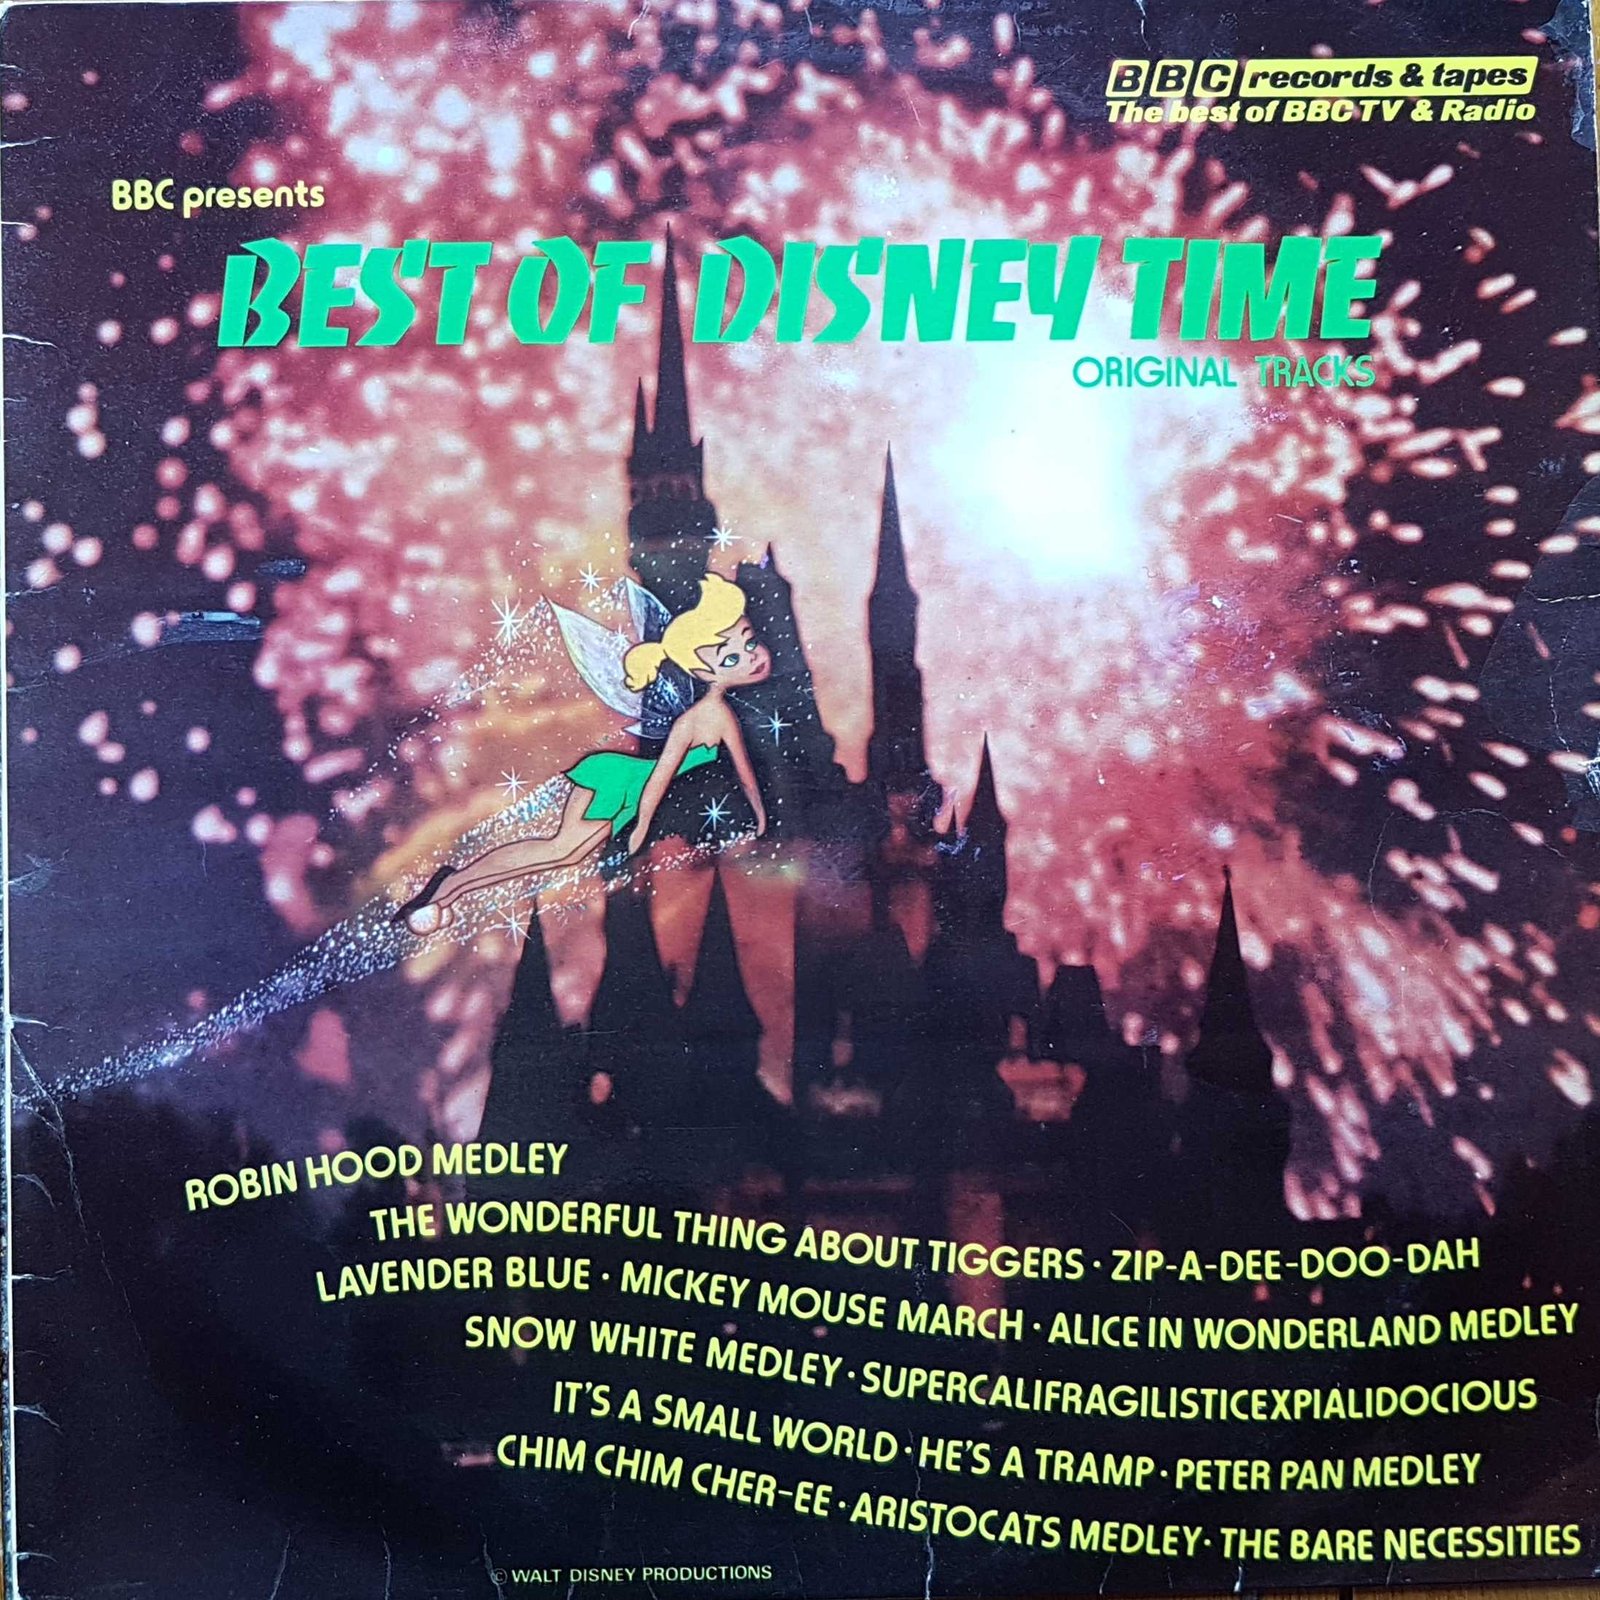 BBC records & tapes
The best of BBC TV & Radio
BBC presents
BEST OF DISNEY TIME
ORIGINAL TRACKS
ROBIN HOOD MEDLEY
THE WONDERFUL THING ABOUT TIGGERS · ZIP-A-DEE-DOO-DAH
LAVENDER BLUE · MICKEY MOUSE MARCH · ALICE IN WONDERLAND MEDLEY
SNOW WHITE MEDLEY · SUPERCALIFRAGILISTICEXPIALIDOCIOUS
IT'S A SMALL WORLD · HE'S A TRAMP · PETER PAN MEDLEY
CHIM CHIM CHER-EE · ARISTOCATS MEDLEY · THE BARE NECESSITIES
© WALT DISNEY PRODUCTIONS